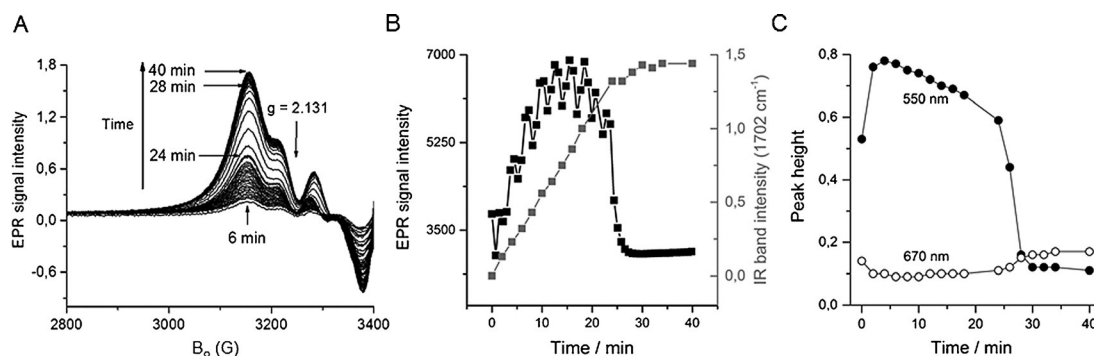 A
EPR signal intensity
1,8
1,2
0,6
0,0
-0,6
Time
40 min
28 min
24 min
6 min
g = 2.131
2800
3000
3200
3400
B₀ (G)
B
EPR signal intensity
7000
5250
3500
1,5
1,0
0,5
0,0
IR band intensity (1702 cm⁻¹)
0
10
20
30
40
Time / min
C
Peak height
0,8
0,6
0,4
0,2
0,0
550 nm
670 nm
0
10
20
30
40
Time / min